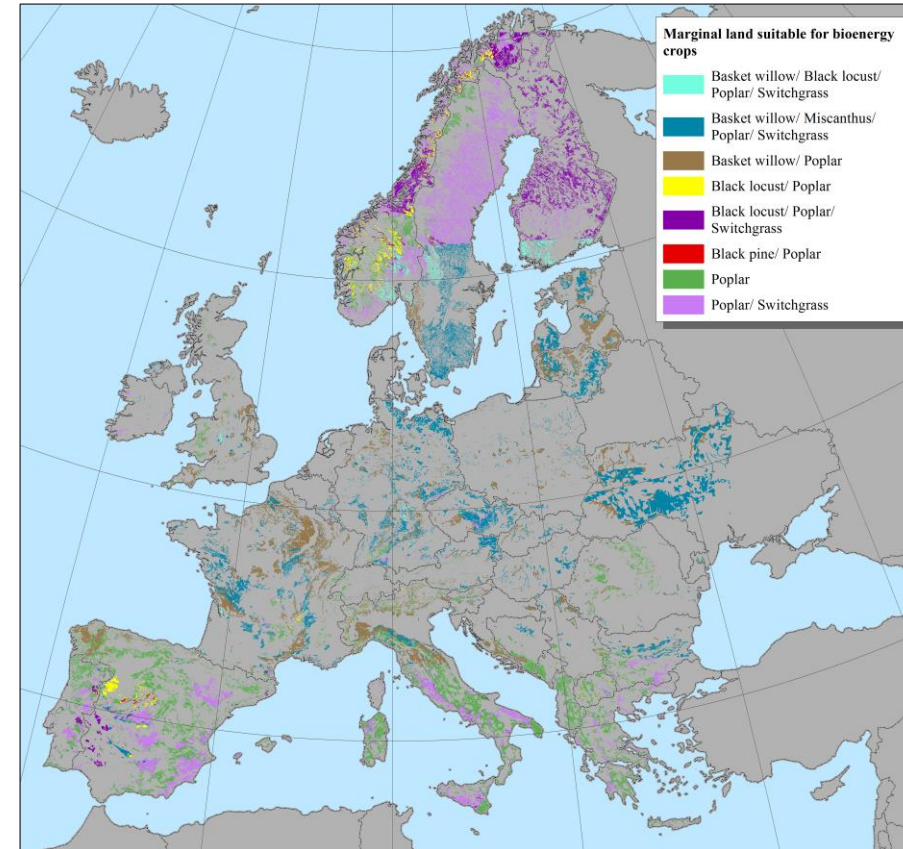 Marginal land suitable for bioenergy
crops
Basket willow/ Black locust/
Poplar/ Switchgrass
Basket willow/ Miscanthus/
Poplar/ Switchgrass
Basket willow/ Poplar
Black locust/ Poplar
Black locust/ Poplar/
Switchgrass
Black pine/ Poplar
Poplar
Poplar/ Switchgrass